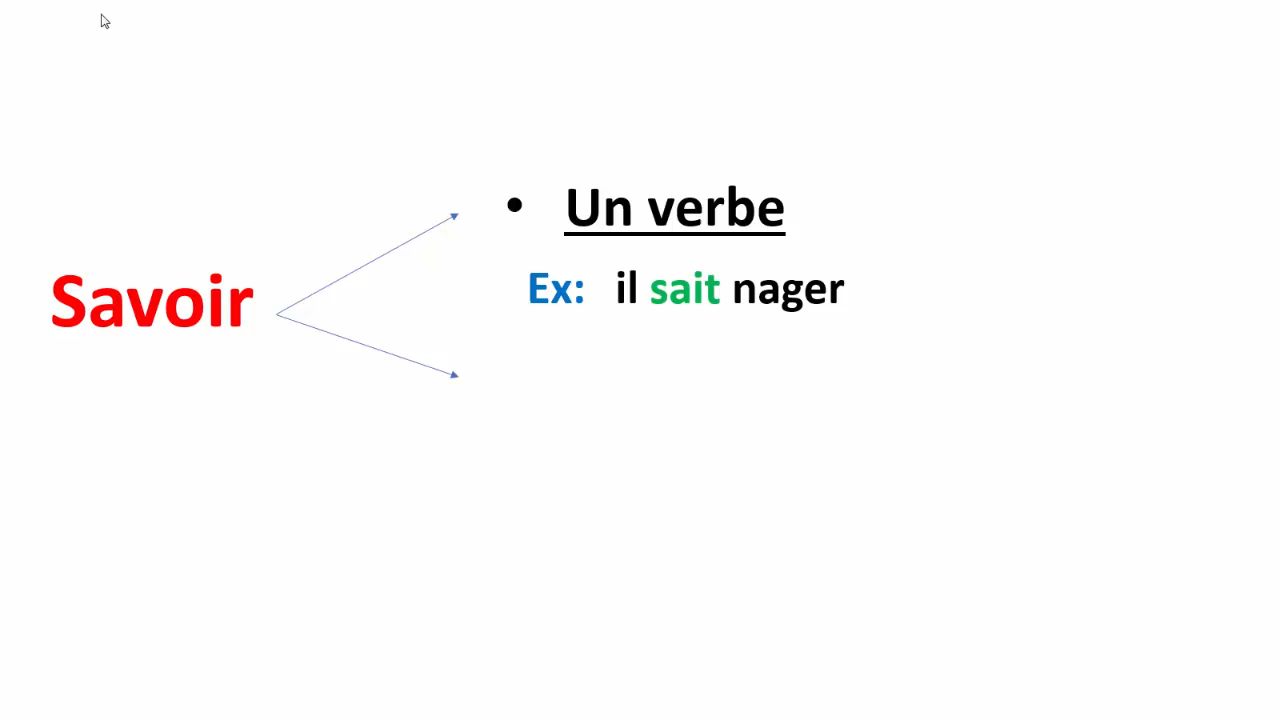 • Un verbe
Savoir
Ex: il sait nager